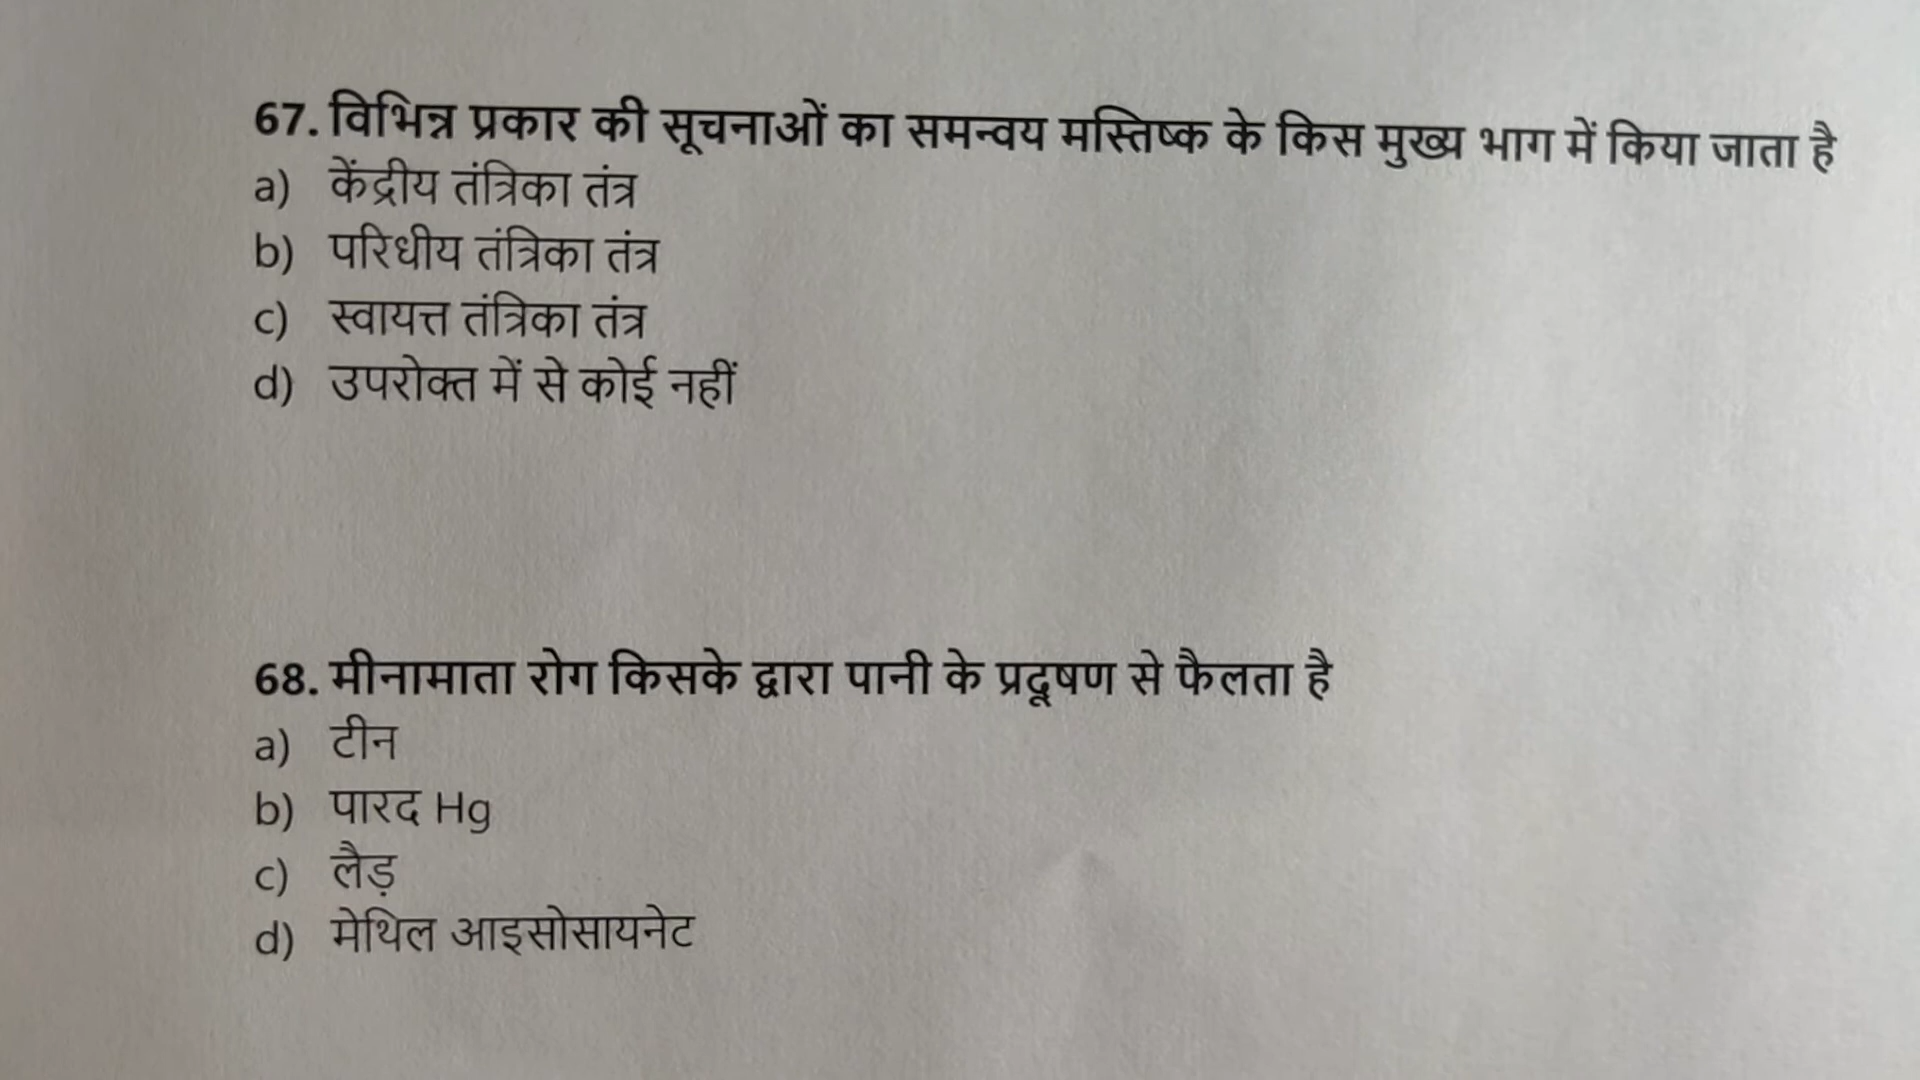 67. विभिन्न प्रकार की सूचनाओं का समन्वय मस्तिष्क के किस मुख्य भाग में किया जाता है
a) केंद्रीय तंत्रिका तंत्र
b) परिधीय तंत्रिका तंत्र
c) स्वायत्त तंत्रिका तंत्र
d) उपरोक्त में से कोई नहीं
68. मीनामाता रोग किसके द्वारा पानी के प्रदूषण से फैलता है
a) टीन
b) पारद Hg
c) लैड़
d) मेथिल आइसोसायनेट